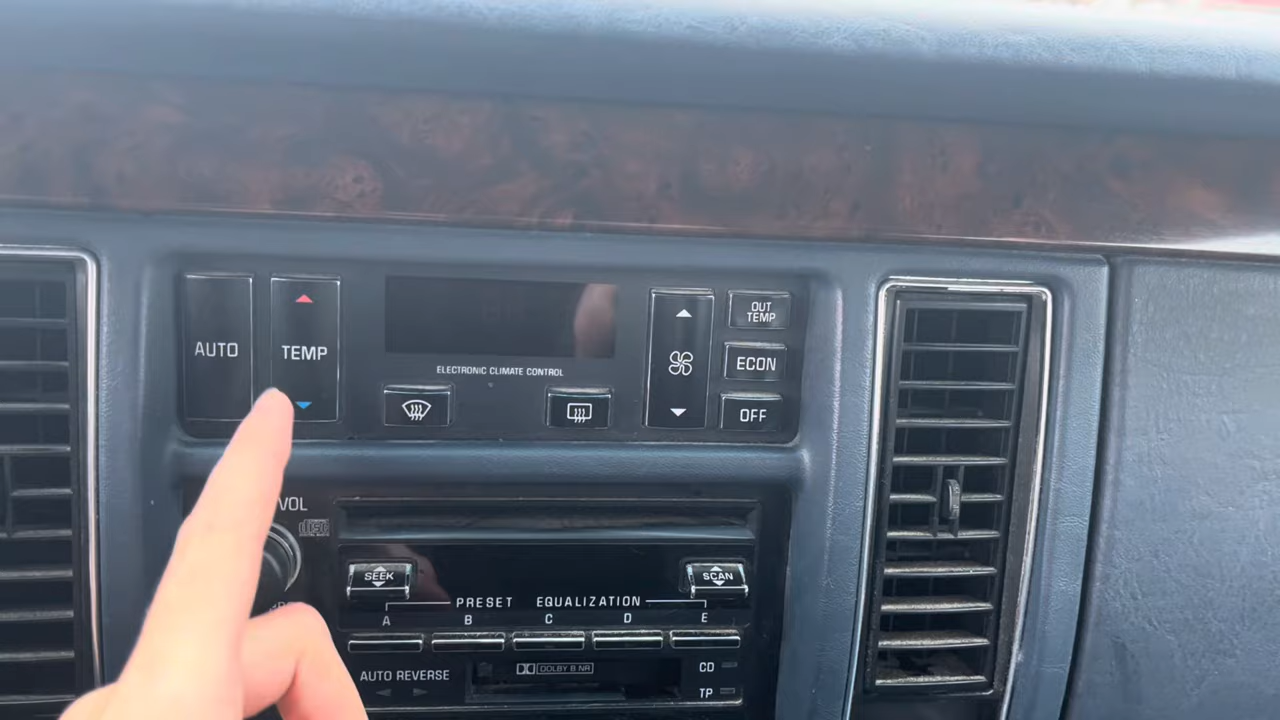 AUTO
TEMP
ELECTRONIC CLIMATE CONTROL
OUT
TEMP
ECON
OFF
VOL
disc
SEEK
SCAN
PRESET EQUALIZATION
A B C D E
AUTO REVERSE
DOLBY B NR
CD
TP